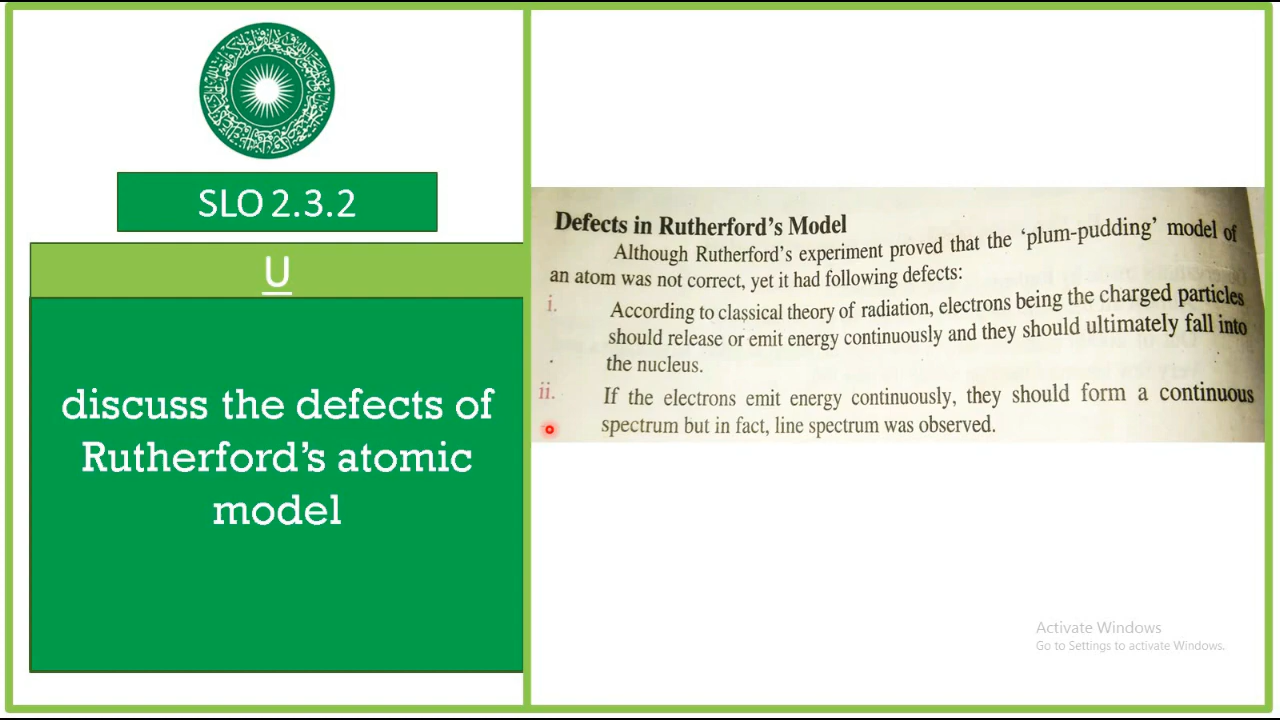 SLO 2.3.2
U
discuss the defects of
Rutherford's atomic
model
Defects in Rutherford's Model
Although Rutherford's experiment proved that the 'plum-pudding' model of
an atom was not correct, yet it had following defects:
i. According to classical theory of radiation, electrons being the charged particles
should release or emit energy continuously and they should ultimately fall into
the nucleus.
ii. If the electrons emit energy continuously, they should form a continuous
spectrum but in fact, line spectrum was observed.
Activate Windows
Go to Settings to activate Windows.